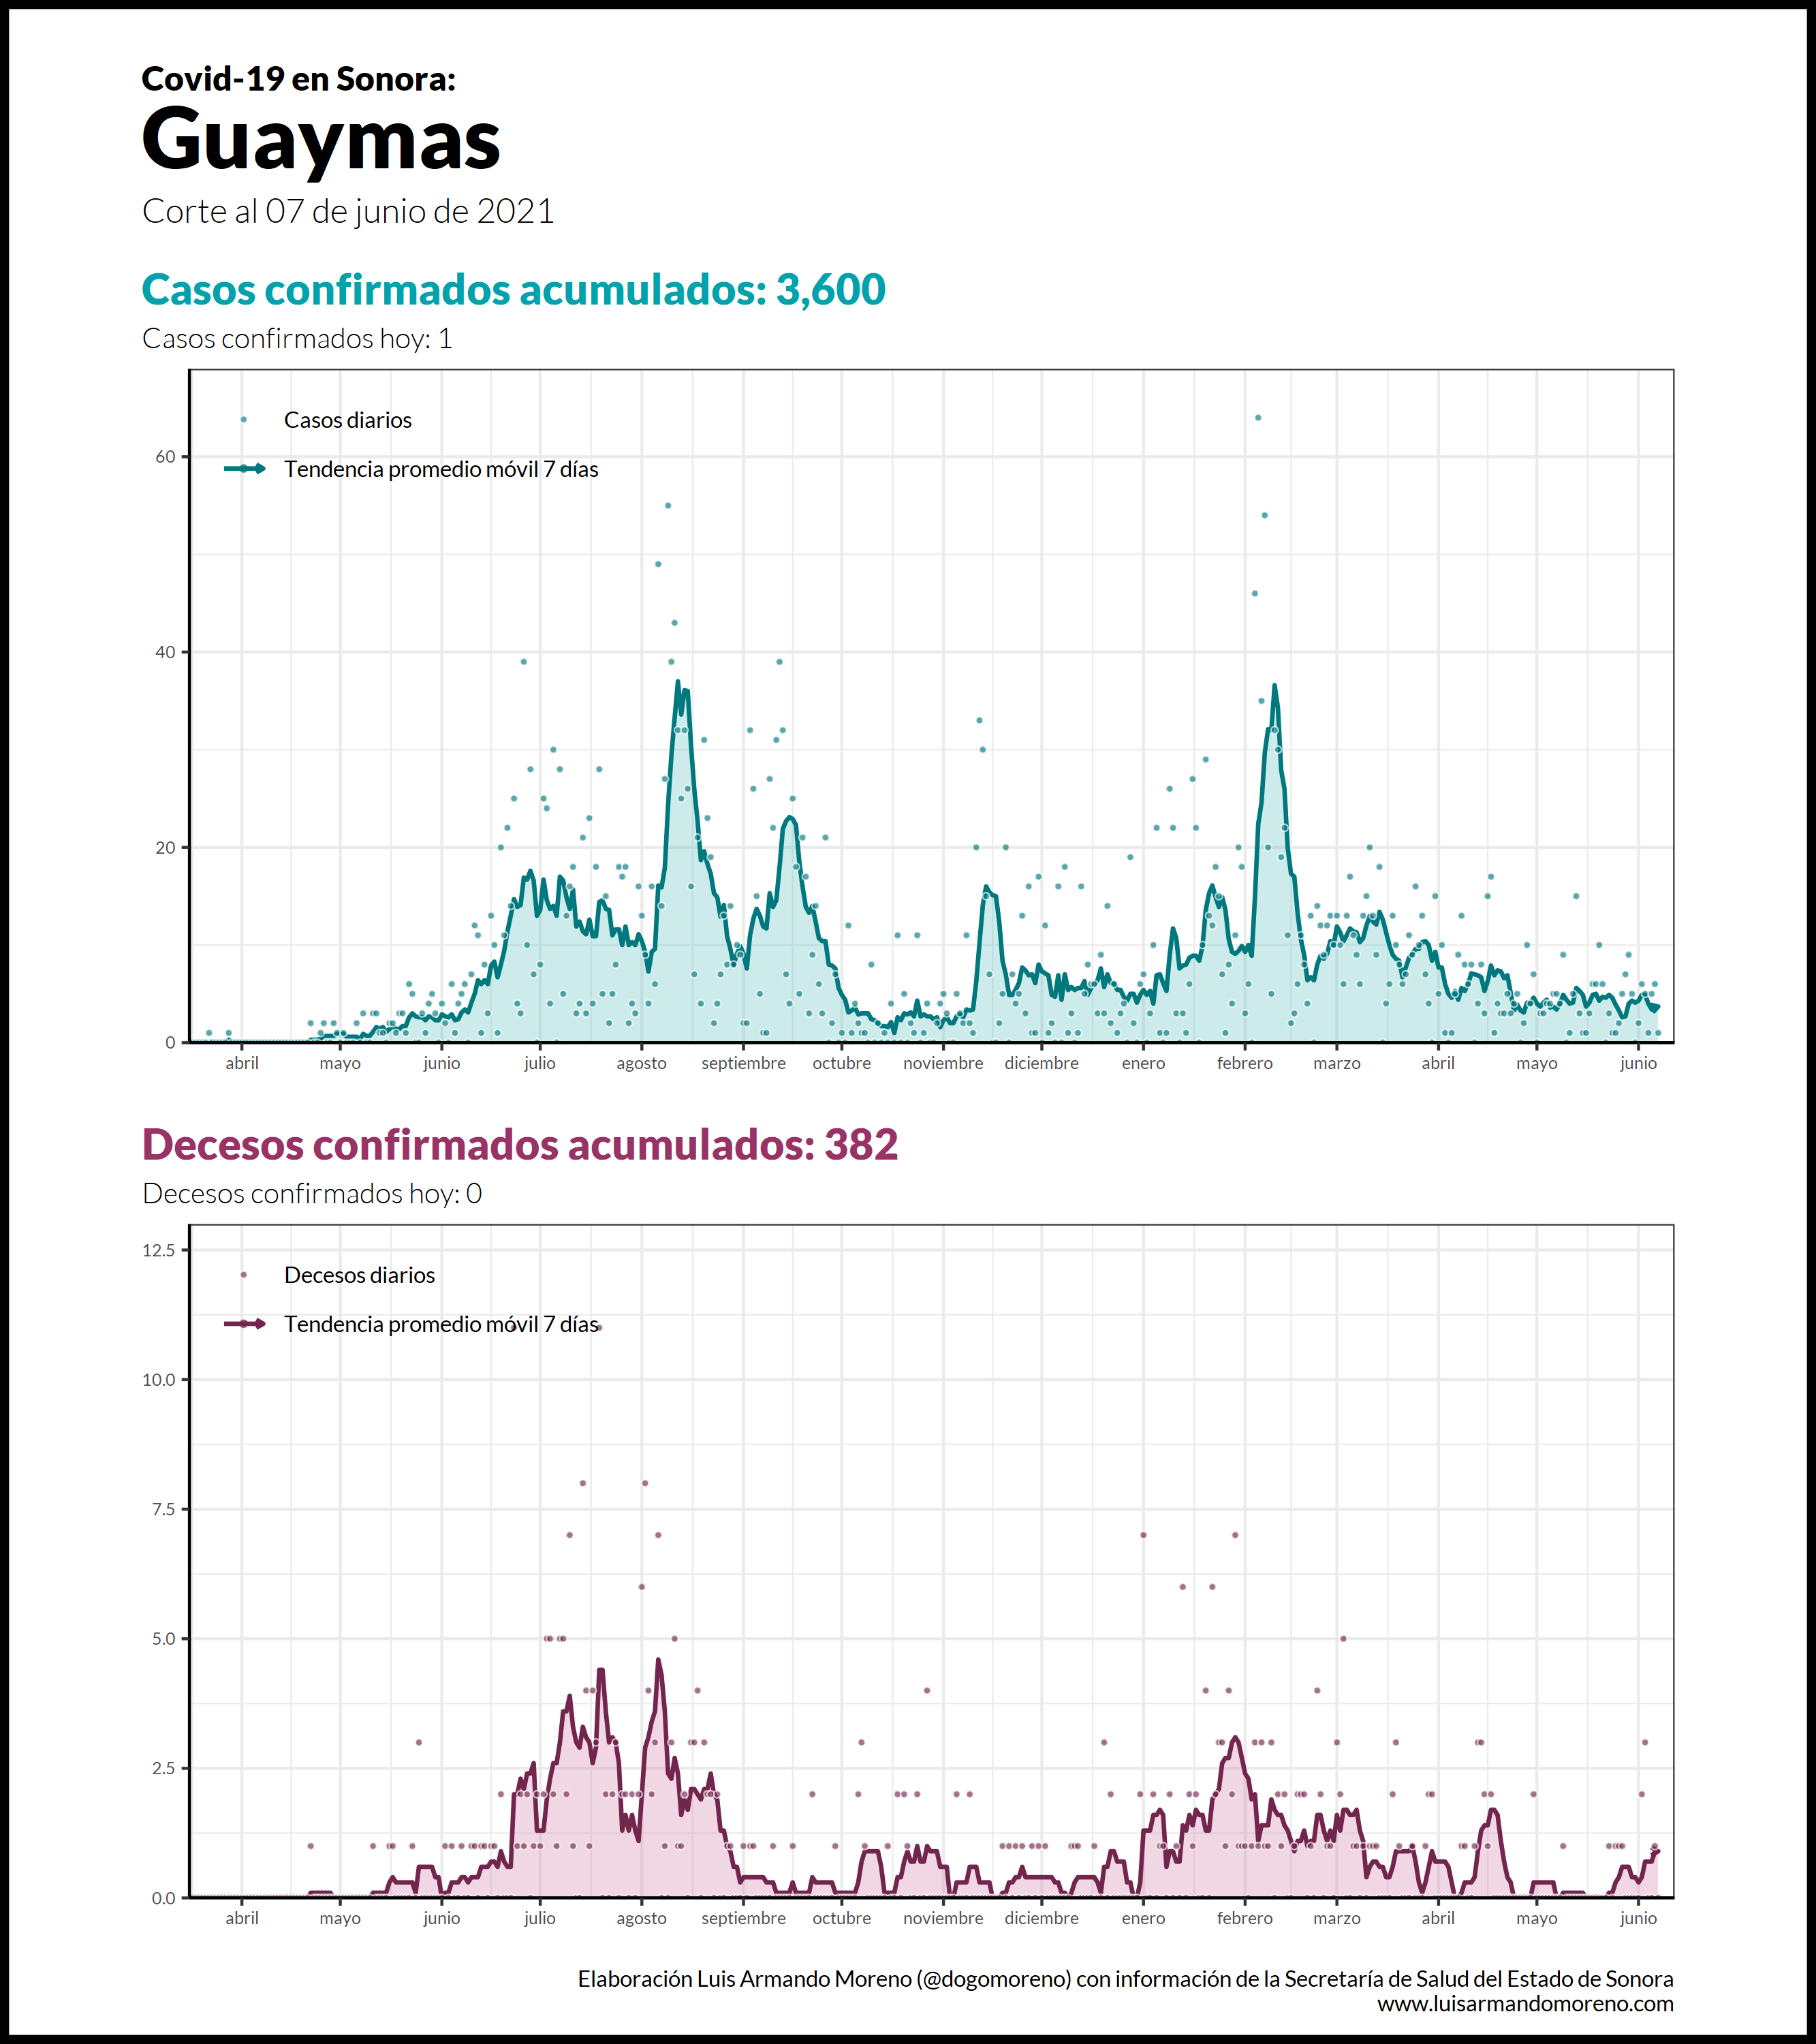 Covid-19 en Sonora:
Guaymas
Corte al 07 de junio de 2021
Casos confirmados acumulados: 3,600
Casos confirmados hoy: 1
Casos diarios
Tendencia promedio móvil 7 días
60
40
20
0
abril mayo junio julio agosto septiembre octubre noviembre diciembre enero febrero marzo abril mayo junio
Decesos confirmados acumulados: 382
Decesos confirmados hoy: 0
12.5
Decesos diarios
Tendencia promedio móvil 7 días
10.0
7.5
5.0
2.5
0.0
abril mayo junio julio agosto septiembre octubre noviembre diciembre enero febrero marzo abril mayo junio
Elaboración Luis Armando Moreno (@dogomoreno) con información de la Secretaría de Salud del Estado de Sonora
www.luisarmandomoreno.com